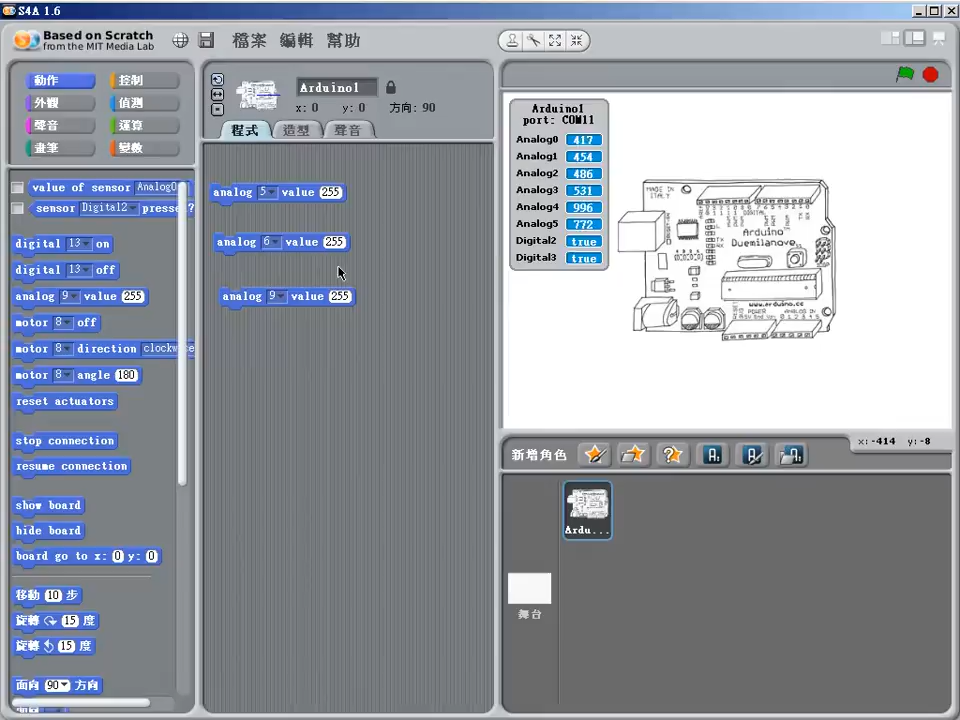 S4A 1.6
Based on Scratch
from the MIT Media Lab
檔案 編輯 幫助
動作 控制
外觀 偵測
聲音 運算
畫筆 變數
value of sensor Analog0
sensor Digital2 pressed?
digital 13 on
digital 13 off
analog 9 value 255
motor 8 off
motor 8 direction clockwise
motor 8 angle 180
reset actuators
stop connection
resume connection
show board
hide board
board go to x: 0 y: 0
移動 10 步
旋轉 15 度
旋轉 15 度
面向 90 方向
Arduino1
x: 0 y: 0 方向: 90
程式 造型 聲音
analog 5 value 255
analog 6 value 255
analog 9 value 255
Arduino1
port: COM11
Analog0 417
Analog1 454
Analog2 486
Analog3 531
Analog4 996
Analog5 772
Digital2 true
Digital3 true
MADE IN
ITALY
DIGITAL
TX
RX
Arduino
Duemilanove
www.arduino.cc
POWER ANALOG IN
x: -414 y: -8
新增角色
Ardu...
舞台